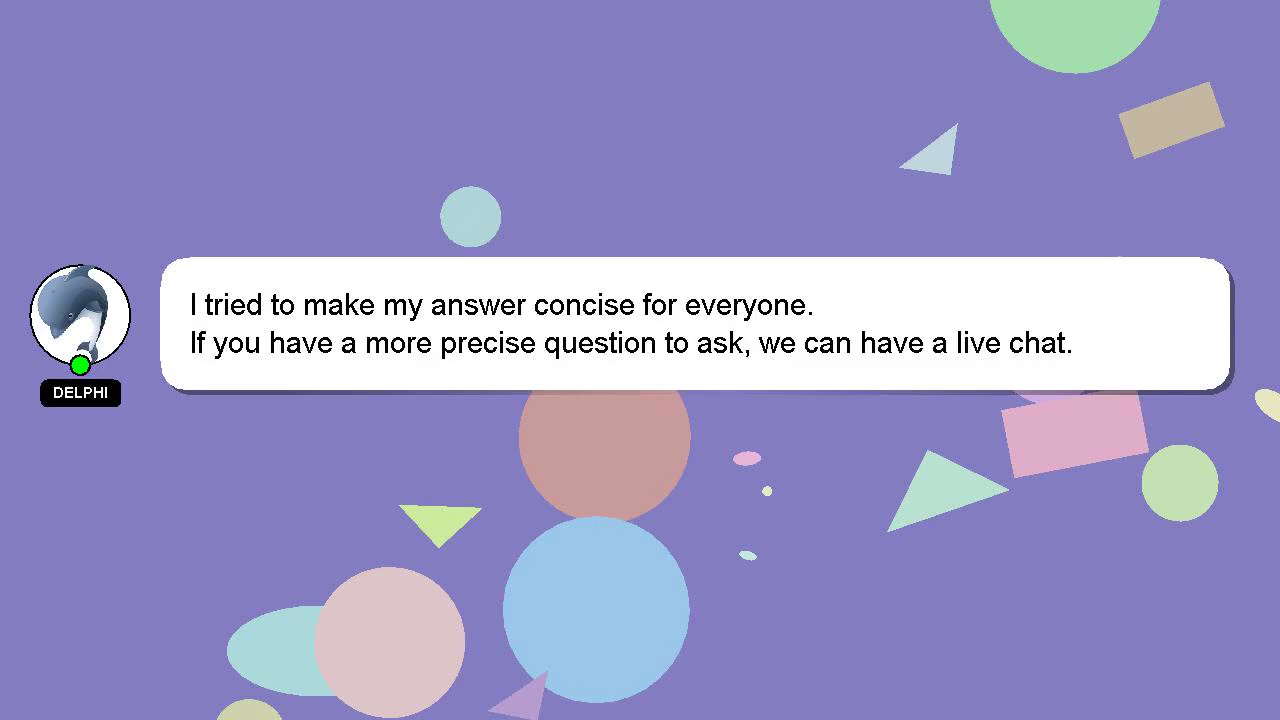 I tried to make my answer concise for everyone.
If you have a more precise question to ask, we can have a live chat.
DELPHI